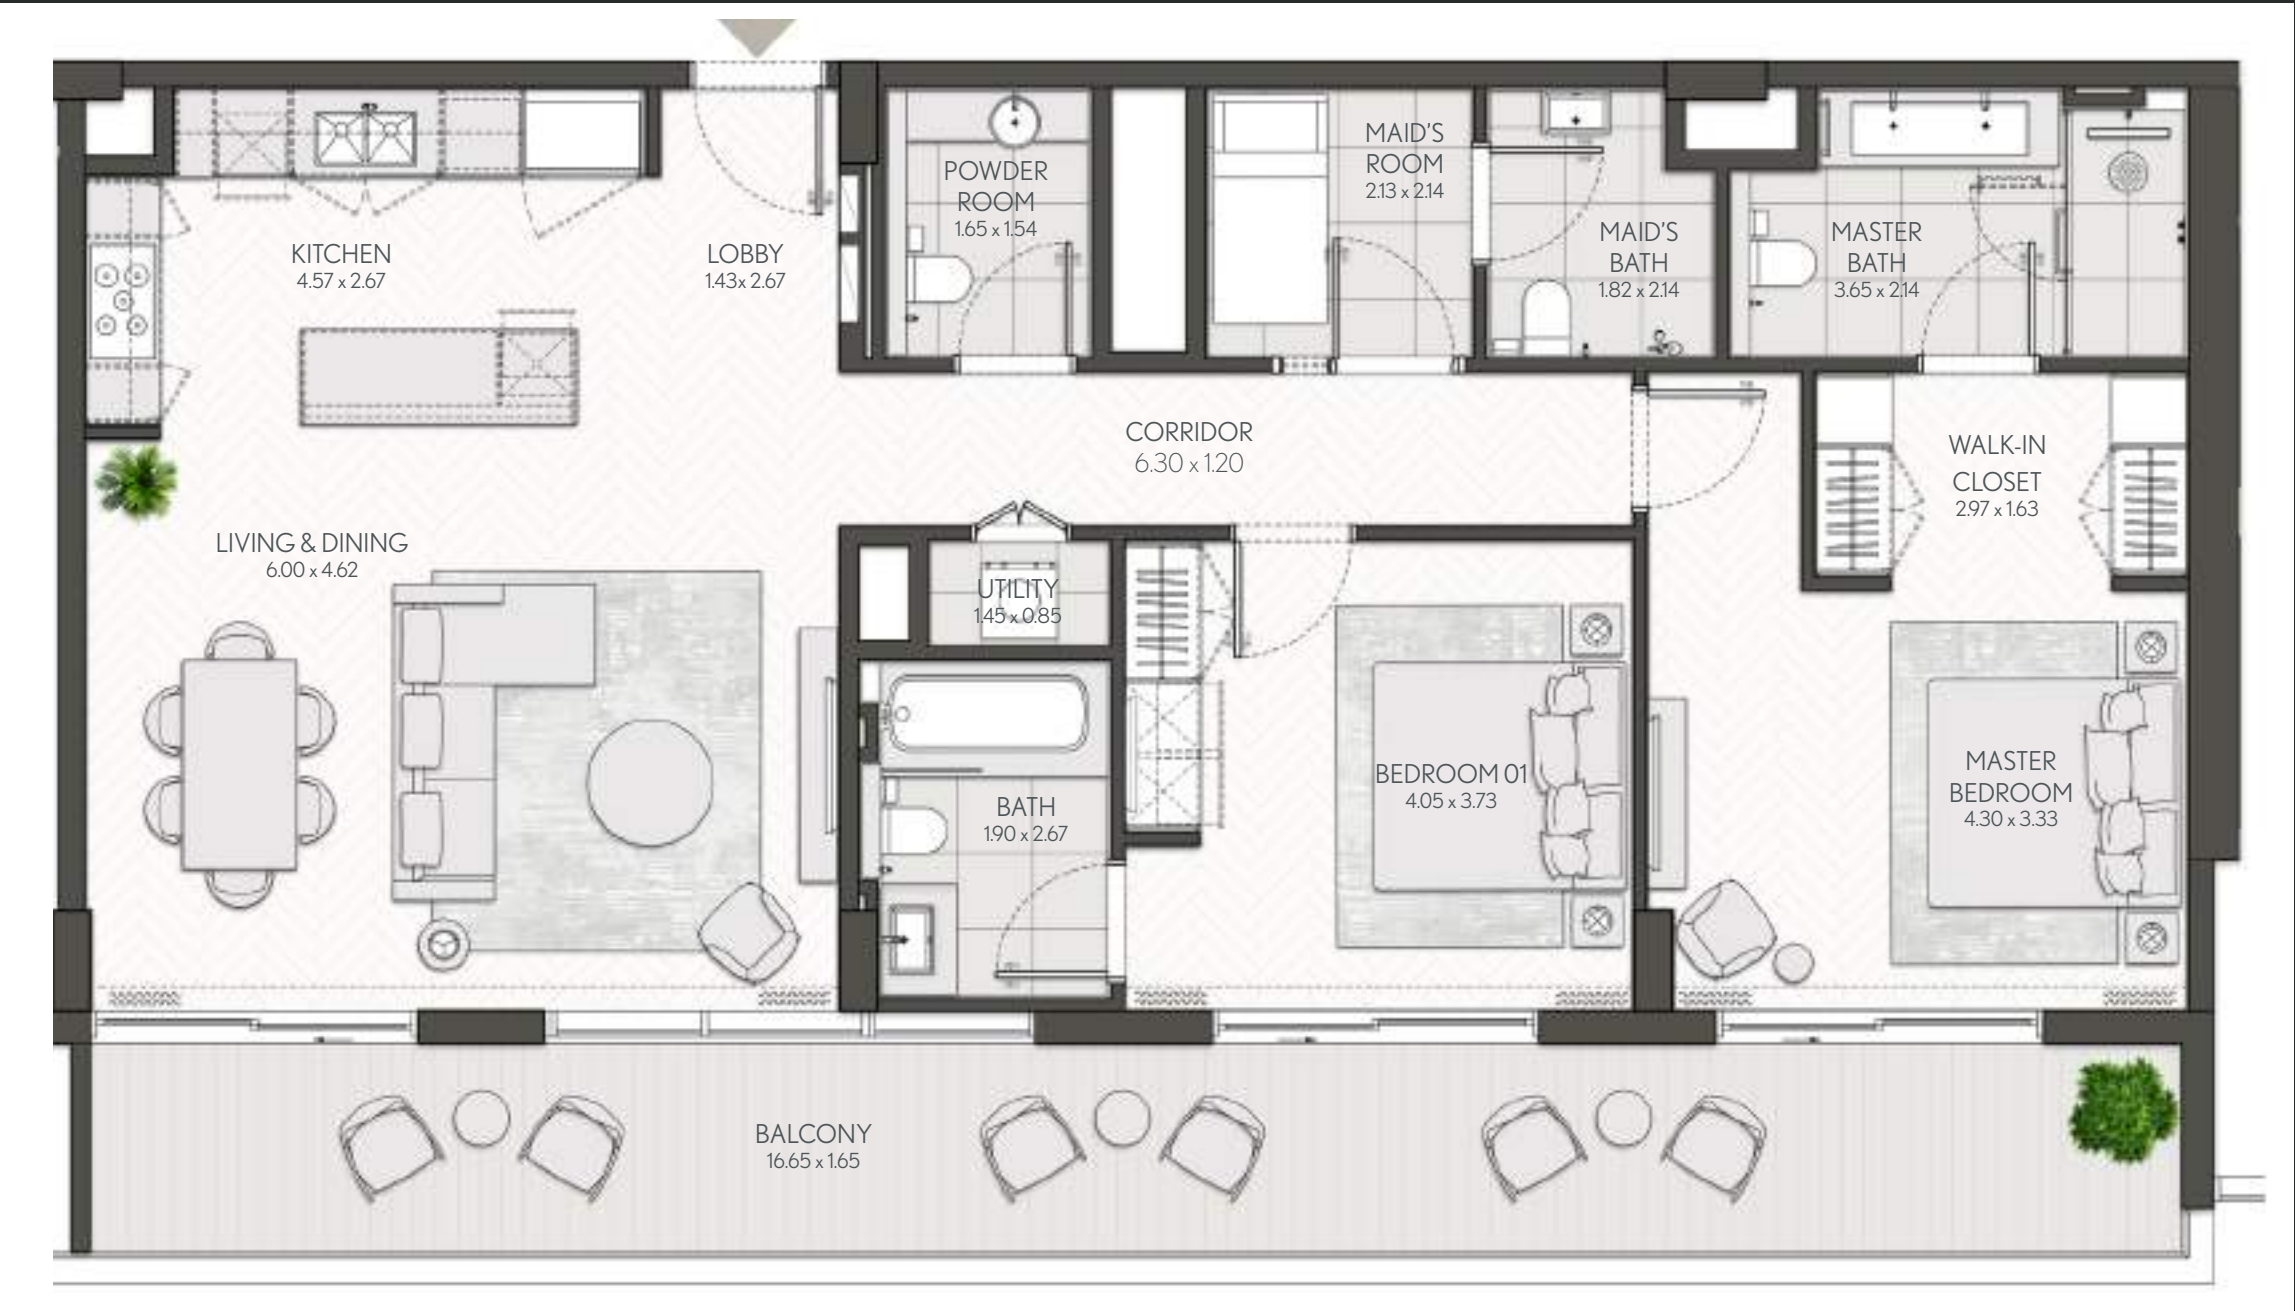 POWDER
ROOM
1.65 x 1.54
MAID'S
ROOM
2.13 x 2.14
MAID'S
BATH
1.82 x 2.14
MASTER
BATH
3.65 x 2.14
KITCHEN
4.57 x 2.67
LOBBY
1.43x 2.67
CORRIDOR
6.30 x 1.20
WALK-IN
CLOSET
2.97 x 1.63
LIVING & DINING
6.00 x 4.62
UTILITY
1.45 x 0.85
BATH
1.90 x 2.67
BEDROOM 01
4.05 x 3.73
MASTER
BEDROOM
4.30 x 3.33
BALCONY
16.65 x 1.65